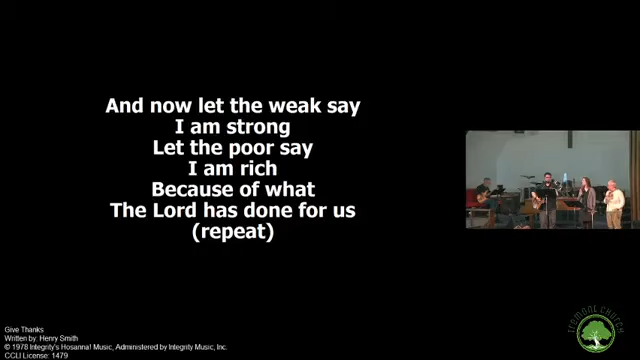 And now let the weak say
I am strong
Let the poor say
I am rich
Because of what
The Lord has done for us
(repeat)
Give Thanks
Written by: Henry Smith
© 1978 Integrity's Hosanna! Music, Administered by Integrity Music, Inc.
CCLI License: 1479
TREMONT CHURCH